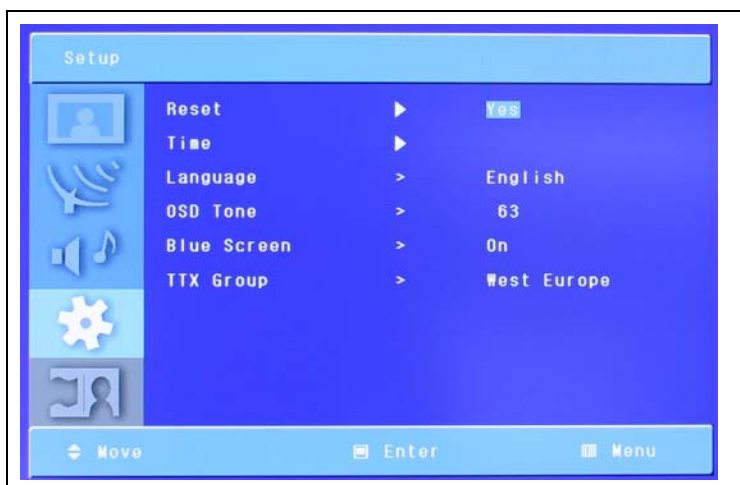 Setup
Reset Yes
Time
Language > English
OSD Tone > 63
Blue Screen > On
TTX Group > West Europe
Move Enter Menu